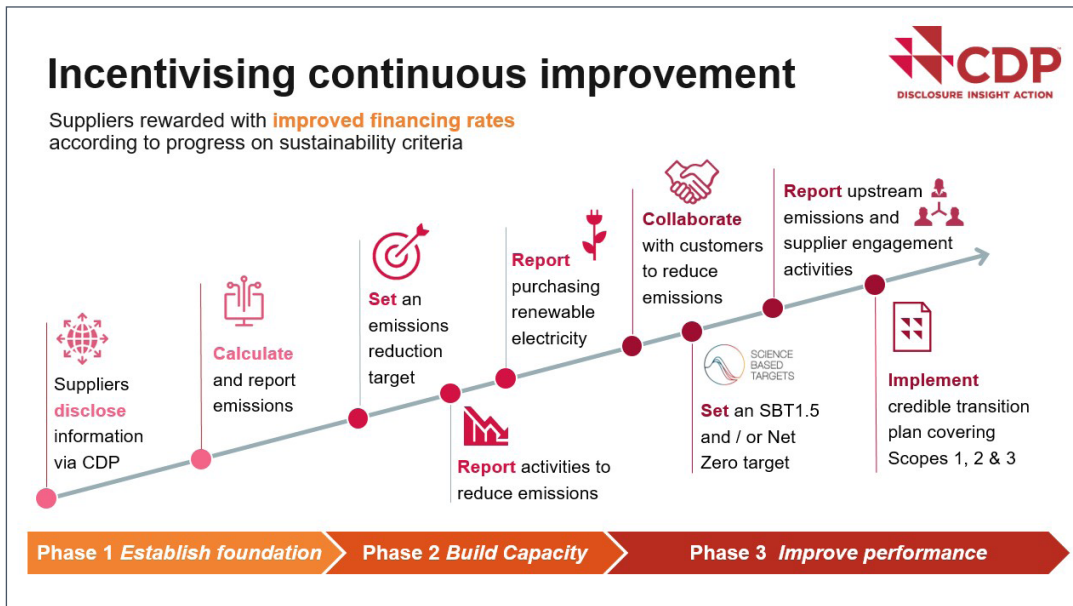 Incentivising continuous improvement
CDP
DISCLOSURE INSIGHT ACTION
Suppliers rewarded with improved financing rates
according to progress on sustainability criteria
Suppliers
disclose
information
via CDP
Calculate
and report
emissions
Set an
emissions
reduction
target
Report activities to
reduce emissions
Report
purchasing
renewable
electricity
Collaborate
with customers
to reduce
emissions
SCIENCE
BASED
TARGETS
Set an SBT1.5
and / or Net
Zero target
Report upstream
emissions and
supplier engagement
activities
Implement
credible transition
plan covering
Scopes 1, 2 & 3
Phase 1 Establish foundation
Phase 2 Build Capacity
Phase 3 Improve performance